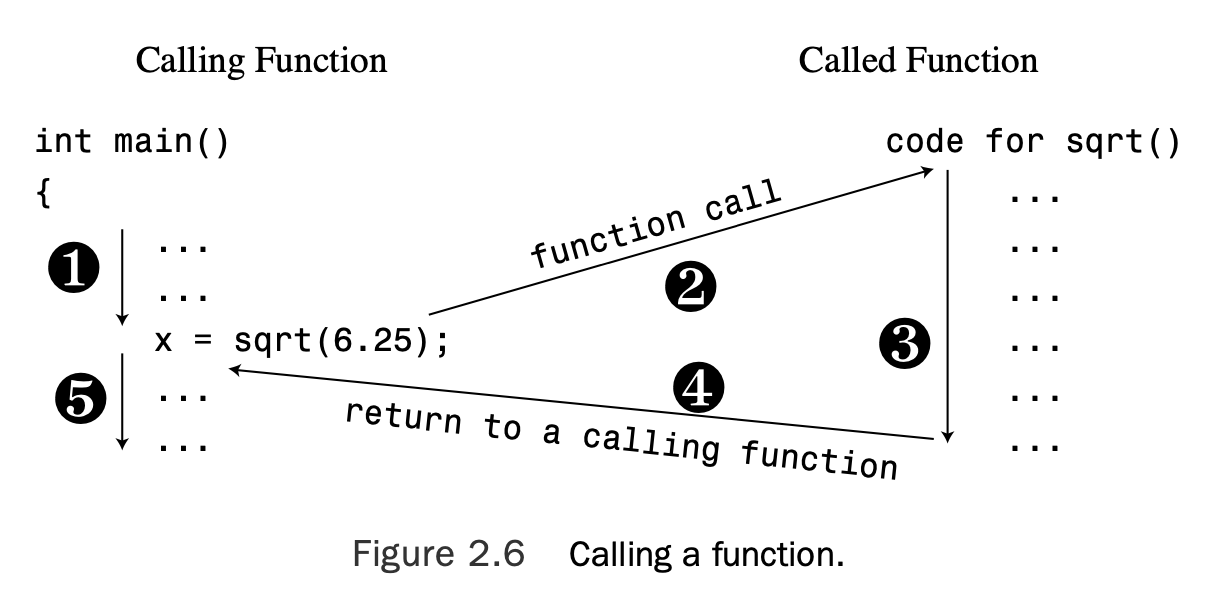 Calling Function
Called Function
int main()
code for sqrt()
{
...
function call
...
❶
...
❷
...
...
x = sqrt(6.25);
❸
...
❹
❺
...
...
return to a calling function
...
...
Figure 2.6 Calling a function.